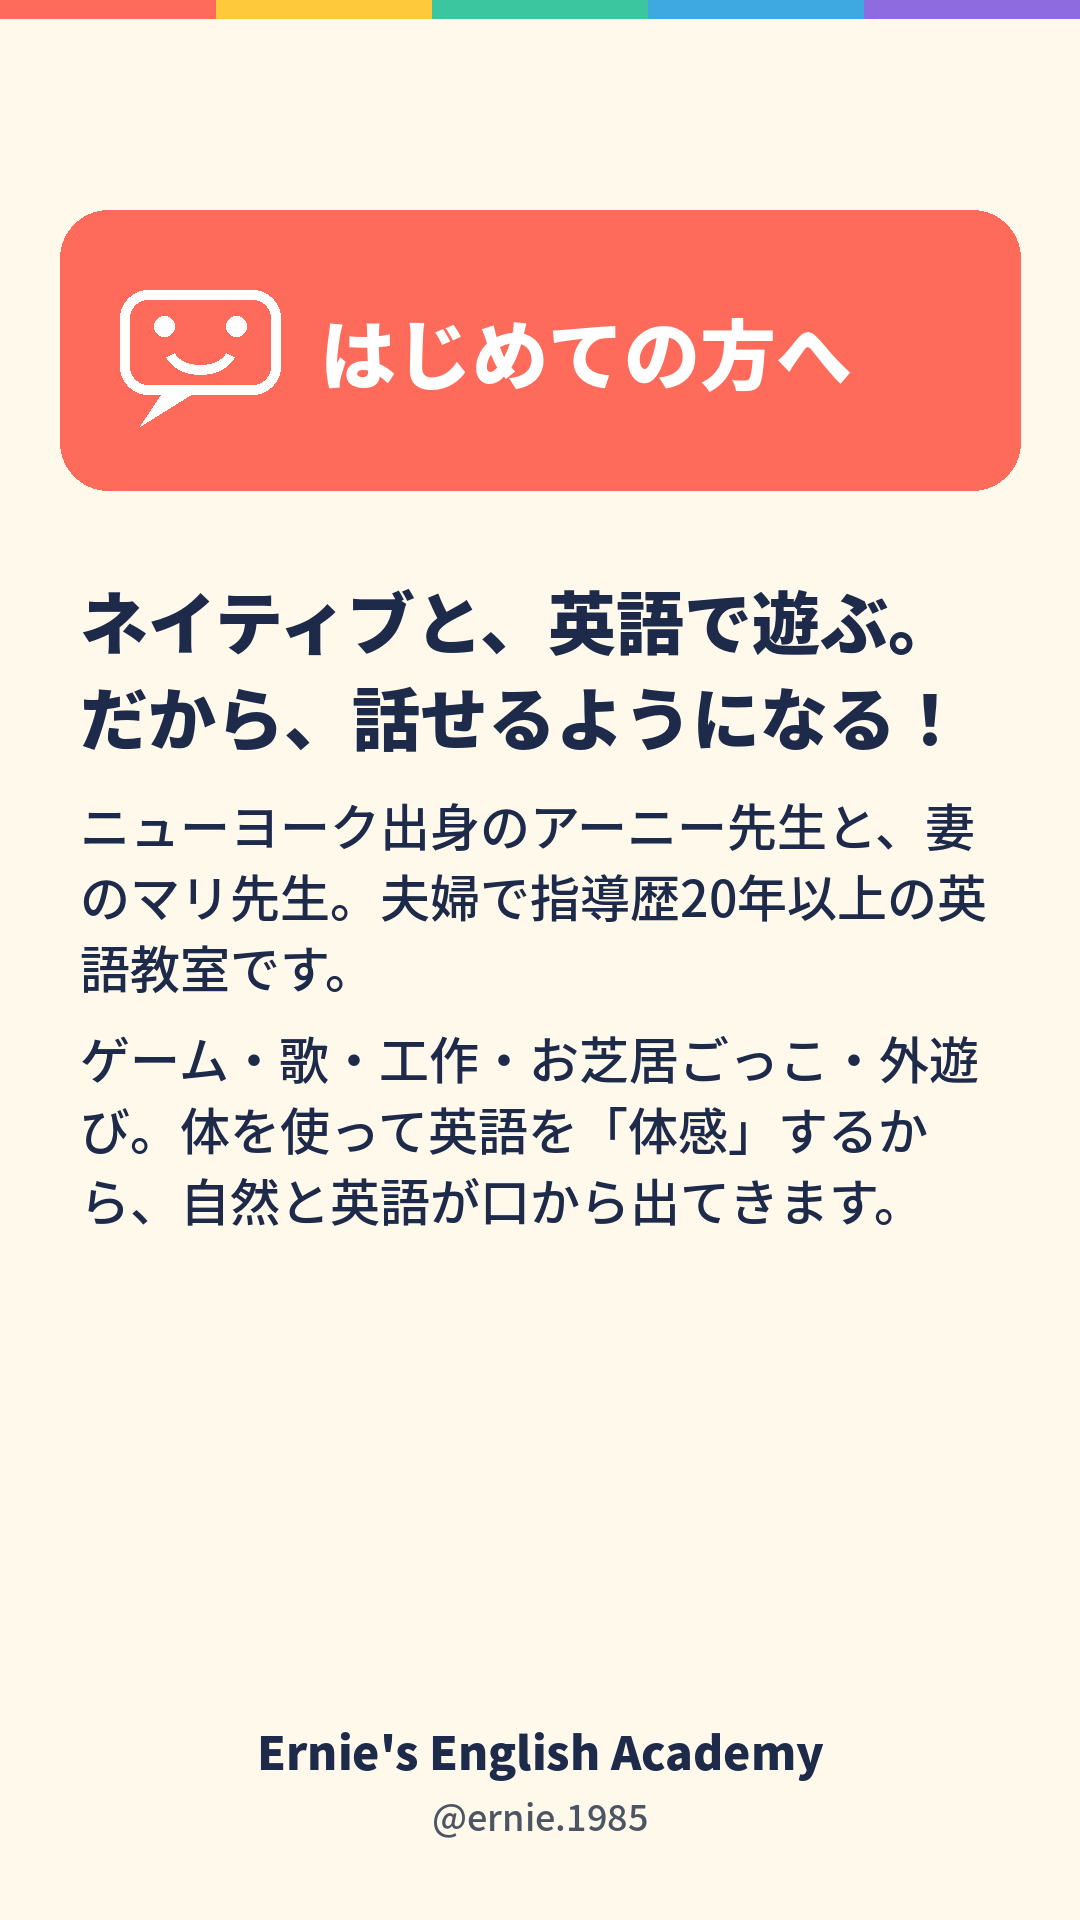 はじめての方へ
ネイティブと、英語で遊ぶ。
だから、話せるようになる！
ニューヨーク出身のアーニー先生と、妻
のマリ先生。夫婦で指導歴20年以上の英
語教室です。
ゲーム・歌・工作・お芝居ごっこ・外遊
び。体を使って英語を「体感」するか
ら、自然と英語が口から出てきます。
Ernie's English Academy
@ernie.1985